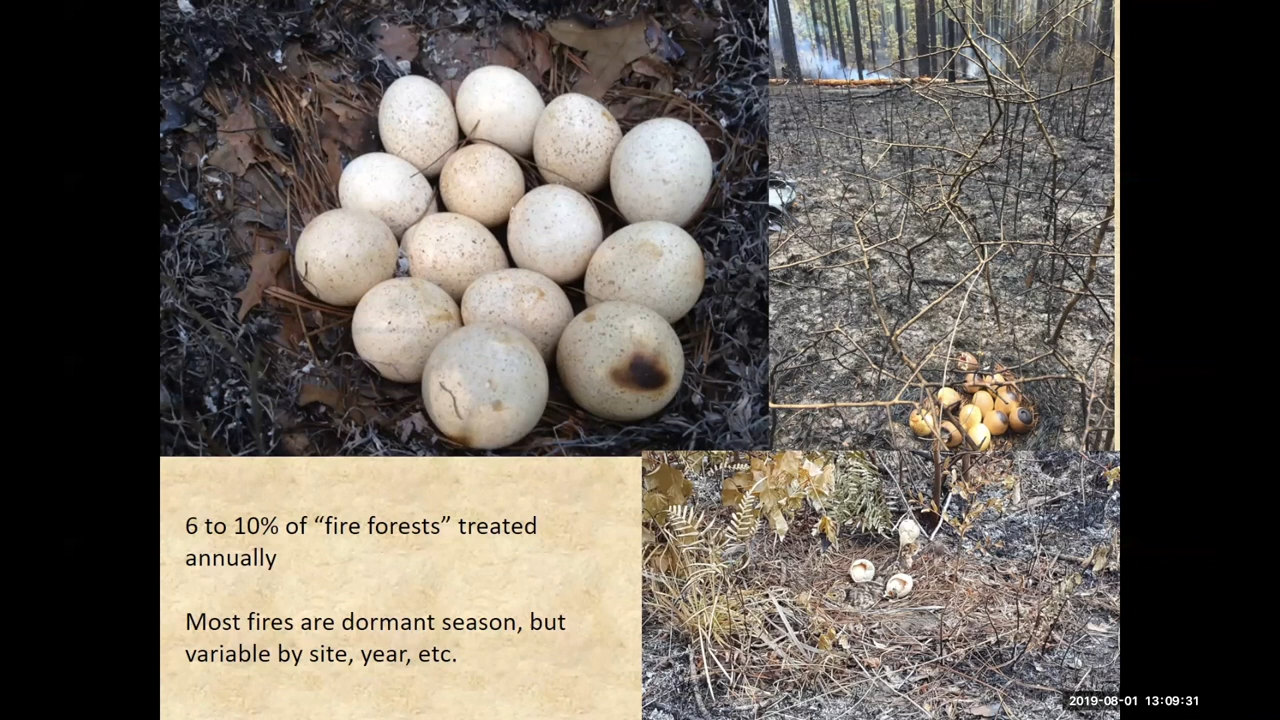 6 to 10% of “fire forests” treated
annually
Most fires are dormant season, but
variable by site, year, etc.
2019-08-01 13:09:31